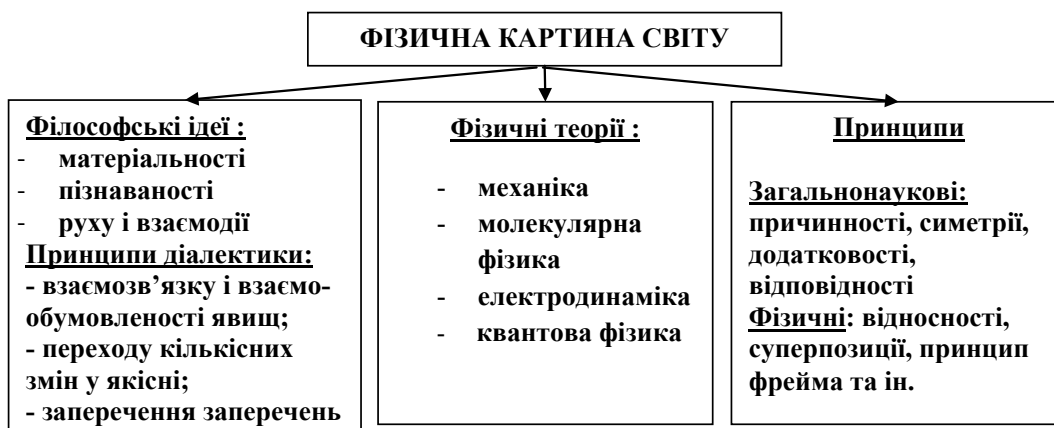 ФІЗИЧНА КАРТИНА СВІТУ
Філософські ідеї :
- матеріальності
- пізнаваності
- руху і взаємодії
Принципи діалектики:
- взаємозв’язку і взаємо-
обумовленості явищ;
- переходу кількісних
змін у якісні;
- заперечення заперечень
Фізичні теорії :
- механіка
- молекулярна
фізика
- електродинаміка
- квантова фізика
Принципи
Загальнонаукові:
причинності, симетрії,
додатковості,
відповідності
Фізичні: відносності,
суперпозиції, принцип
фрейма та ін.